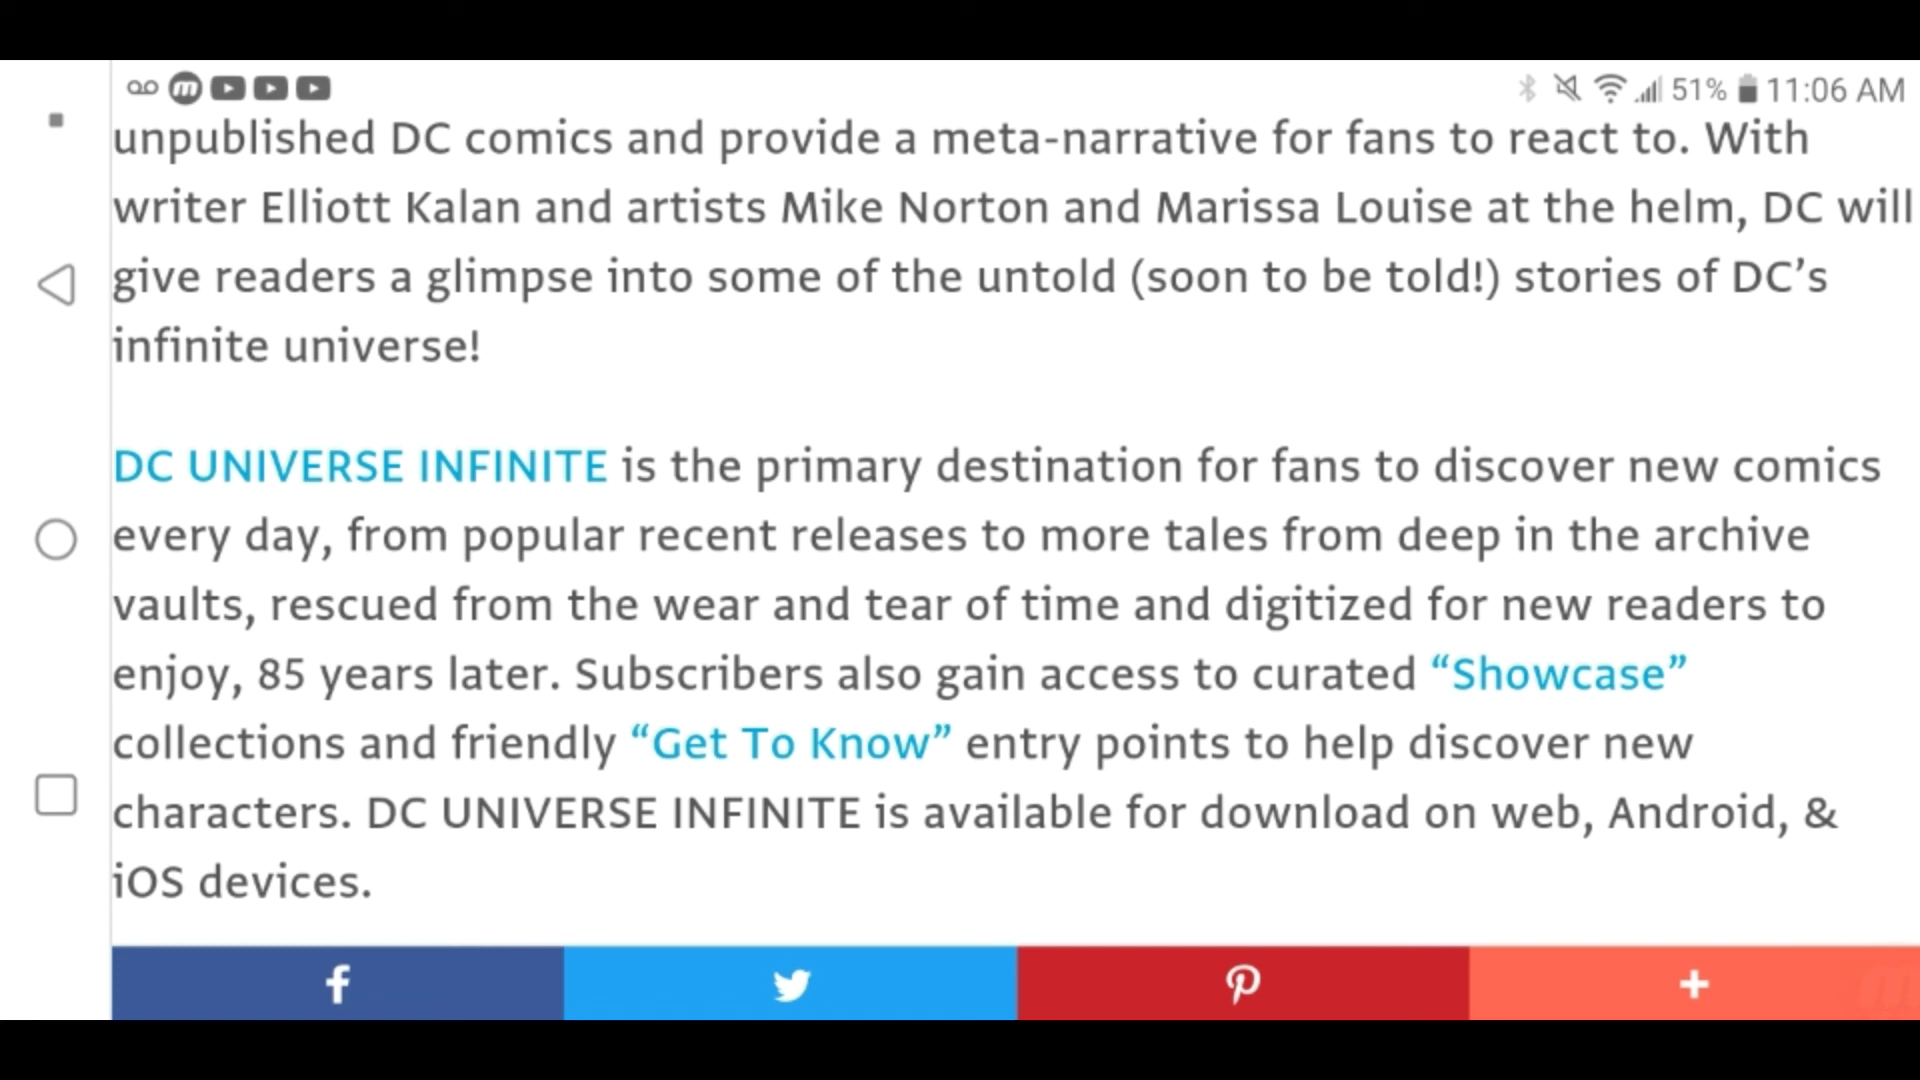 51% 11:06 AM
unpublished DC comics and provide a meta-narrative for fans to react to. With
writer Elliott Kalan and artists Mike Norton and Marissa Louise at the helm, DC will
give readers a glimpse into some of the untold (soon to be told!) stories of DC’s
infinite universe!
DC UNIVERSE INFINITE is the primary destination for fans to discover new comics
every day, from popular recent releases to more tales from deep in the archive
vaults, rescued from the wear and tear of time and digitized for new readers to
enjoy, 85 years later. Subscribers also gain access to curated “Showcase”
collections and friendly “Get To Know” entry points to help discover new
characters. DC UNIVERSE INFINITE is available for download on web, Android, &
iOS devices.